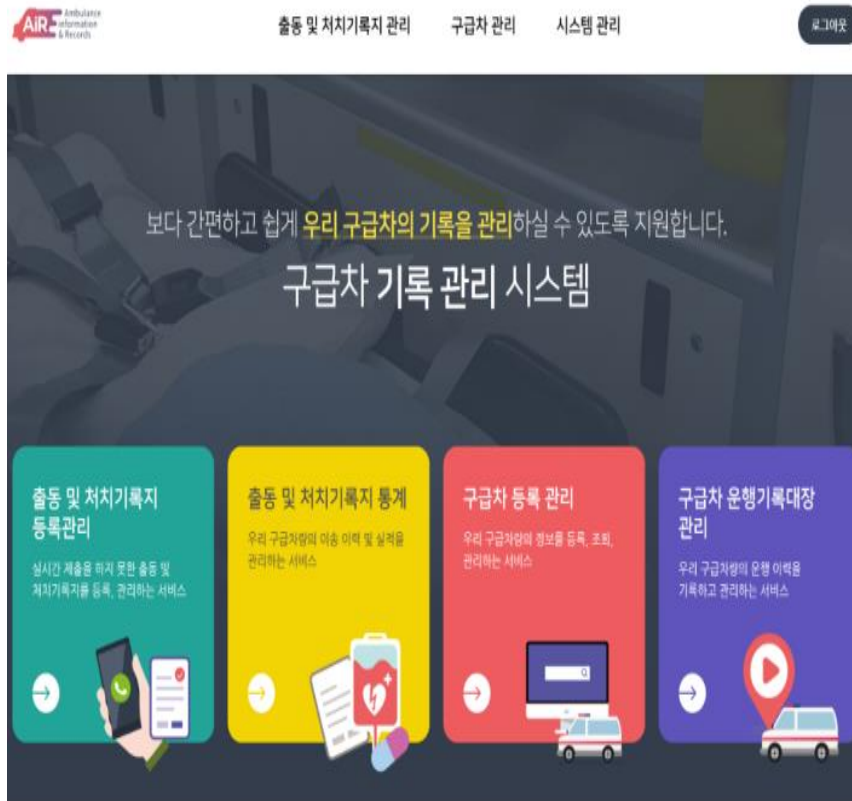 AiR Ambulance
information
& Records
출동 및 처치기록지 관리 구급차 관리 시스템 관리 로그아웃
보다 간편하고 쉽게 우리 구급차의 기록을 관리하실 수 있도록 지원합니다.
구급차 기록 관리 시스템
출동 및 처치기록지
등록관리
실시간 제출을 하지 못한 출동 및
처치기록지를 등록, 관리하는 서비스
출동 및 처치기록지 통계
우리 구급차량의 이송 이력 및 실적을
관리하는 서비스
구급차 등록 관리
우리 구급차량의 정보를 등록, 조회,
관리하는 서비스
구급차 운행기록대장
관리
우리 구급차량의 운행 이력을
기록하고 관리하는 서비스